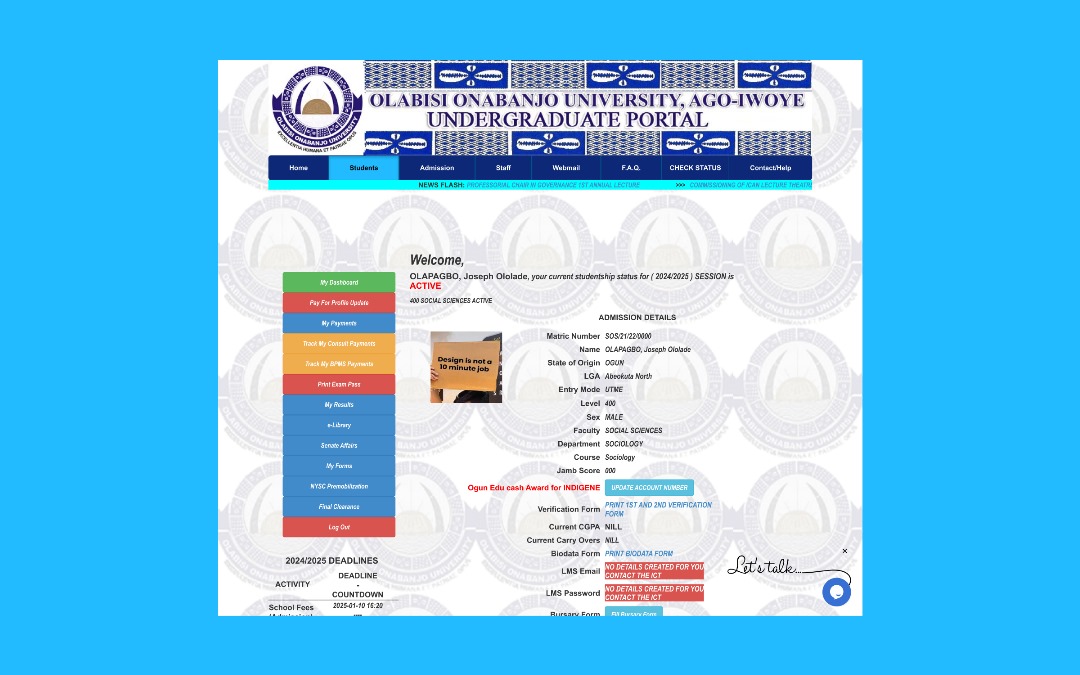 OLABISI ONABANJO UNIVERSITY, AGO-IWOYE
UNDERGRADUATE PORTAL
OLABISI ONABANJO UNIVERSITY
Home Students Admission Staff Webmail F.A.Q. CHECK STATUS Contact/Help
NEWS FLASH: PROFESSORIAL CHAIR IN GOVERNANCE 1ST ANNUAL LECTURE >>> COMMISSIONING OF ICAN LECTURE THEATR
Welcome,
OLAPAGBO, Joseph Ololade, your current studentship status for ( 2024/2025 ) SESSION is
ACTIVE
400 SOCIAL SCIENCES ACTIVE
My Dashboard
Pay For Profile Update
My Payments
Track My Consult Payments
Track My BPMS Payments
Print Exam Pass
My Results
e-Library
Senate Affairs
My Forms
NYSC Premobilization
Final Clearance
Log Out
2024/2025 DEADLINES
ACTIVITY
DEADLINE
-
COUNTDOWN
School Fees
2025-01-10 15:20
Design is not a
10 minute job
ADMISSION DETAILS
Matric Number SOS/21/22/0000
Name OLAPAGBO, Joseph Ololade
State of Origin OGUN
LGA Abeokuta North
Entry Mode UTME
Level 400
Sex MALE
Faculty SOCIAL SCIENCES
Department SOCIOLOGY
Course Sociology
Jamb Score 000
Ogun Edu cash Award for INDIGENE UPDATE ACCOUNT NUMBER
Verification Form PRINT 1ST AND 2ND VERIFICATION
FORM
Current CGPA NILL
Current Carry Overs NILL
Biodata Form PRINT BIODATA FORM
LMS Email NO DETAILS CREATED FOR YOU
CONTACT THE ICT
LMS Password NO DETAILS CREATED FOR YOU
CONTACT THE ICT
Bursary Form Fill Bursary Form
Let's talk...
×